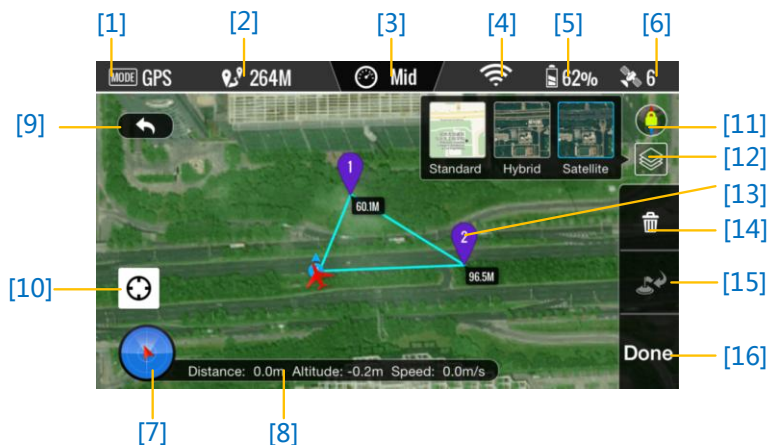 [1] [2] [3] [4] [5] [6]
MODE GPS 264M Mid 62% 6
[9] [11]
Standard Hybrid Satellite [12]
1 [13]
60.1M [14]
2
96.5M
[10] [15]
Done [16]
Distance: 0.0m Altitude: -0.2m Speed: 0.0m/s
[7] [8]